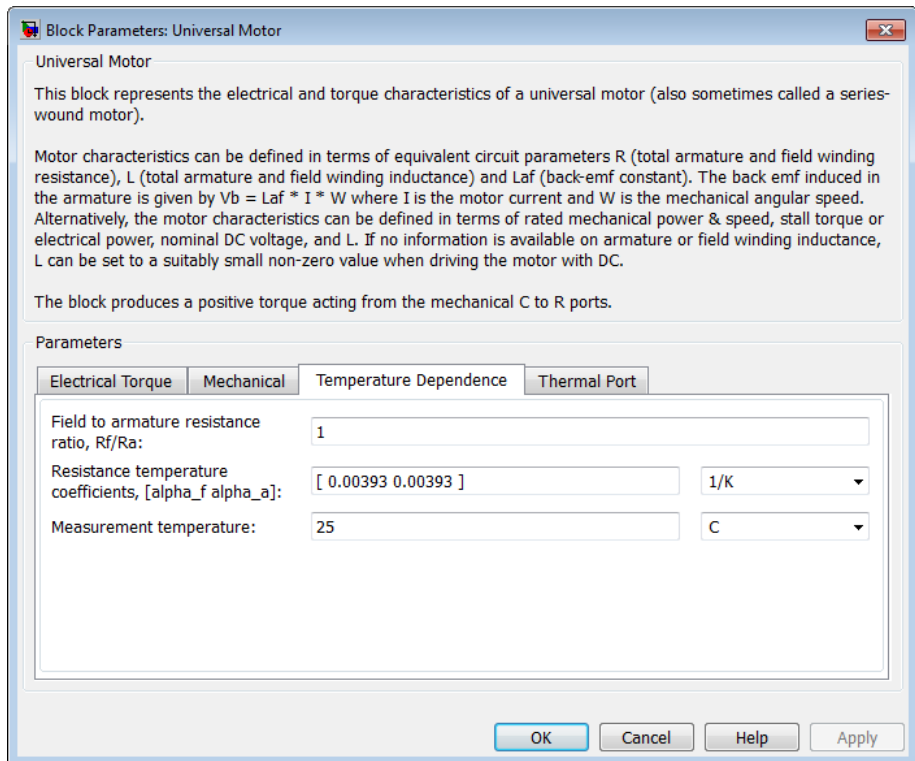 Block Parameters: Universal Motor
Universal Motor
This block represents the electrical and torque characteristics of a universal motor (also sometimes called a series-
wound motor).
Motor characteristics can be defined in terms of equivalent circuit parameters R (total armature and field winding
resistance), L (total armature and field winding inductance) and Laf (back-emf constant). The back emf induced in
the armature is given by Vb = Laf * I * W where I is the motor current and W is the mechanical angular speed.
Alternatively, the motor characteristics can be defined in terms of rated mechanical power & speed, stall torque or
electrical power, nominal DC voltage, and L. If no information is available on armature or field winding inductance,
L can be set to a suitably small non-zero value when driving the motor with DC.
The block produces a positive torque acting from the mechanical C to R ports.
Parameters
Electrical Torque Mechanical Temperature Dependence Thermal Port
Field to armature resistance
ratio, Rf/Ra:
1
Resistance temperature
coefficients, [alpha_f alpha_a]:
[ 0.00393 0.00393 ] 1/K
Measurement temperature: 25 C
OK Cancel Help Apply